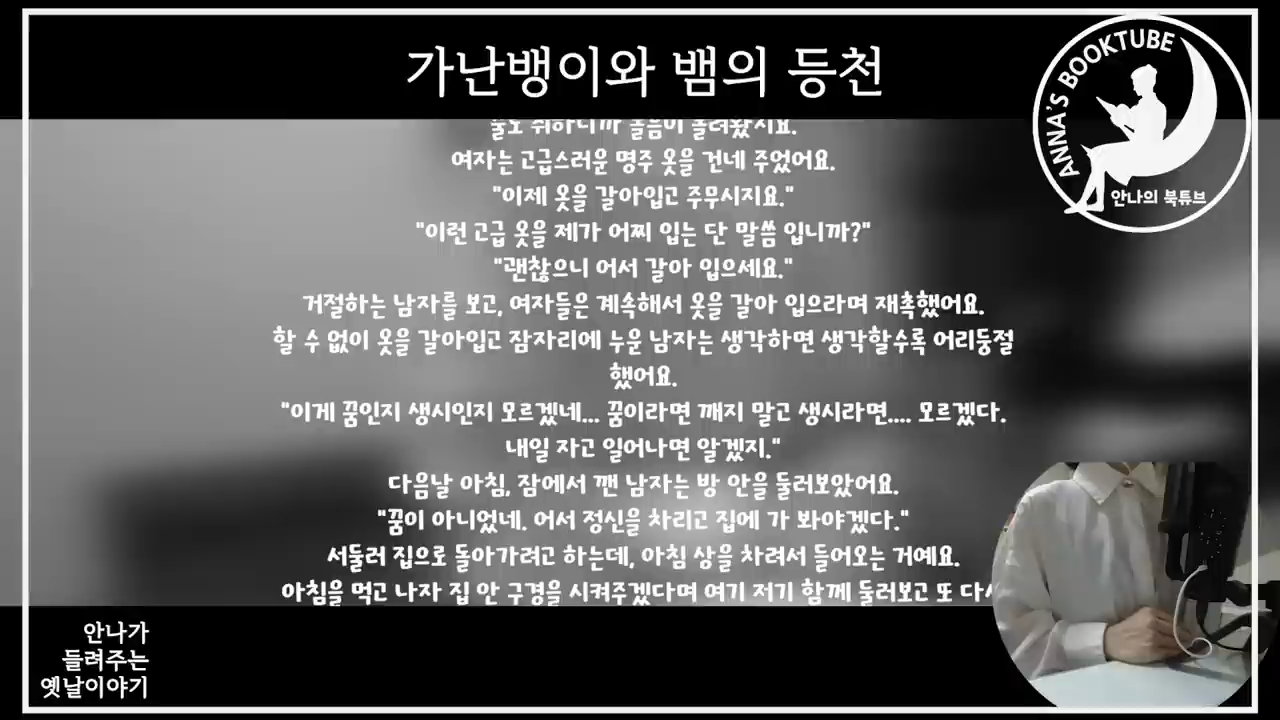 가난뱅이와 뱀의 등천
ANNA'S BOOKTUBE
안나의 북튜브
술도 취하니까 졸음이 몰려왔지요.
여자는 고급스러운 명주 옷을 건네 주었어요.
"이제 옷을 갈아입고 주무시지요."
"이런 고급 옷을 제가 어찌 입는 단 말씀 입니까?"
"괜찮으니 어서 갈아 입으세요."
거절하는 남자를 보고, 여자들은 계속해서 옷을 갈아 입으라며 재촉했어요.
할 수 없이 옷을 갈아입고 잠자리에 누운 남자는 생각하면 생각할수록 어리둥절
했어요.
"이게 꿈인지 생시인지 모르겠네... 꿈이라면 깨지 말고 생시라면.... 모르겠다.
내일 자고 일어나면 알겠지."
다음날 아침, 잠에서 깬 남자는 방 안을 둘러보았어요.
"꿈이 아니었네. 어서 정신을 차리고 집에 가 봐야겠다."
서둘러 집으로 돌아가려고 하는데, 아침 상을 차려서 들어오는 거예요.
아침을 먹고 나자 집 안 구경을 시켜주겠다며 여기 저기 함께 둘러보고 또
안나가
들려주는
옛날이야기